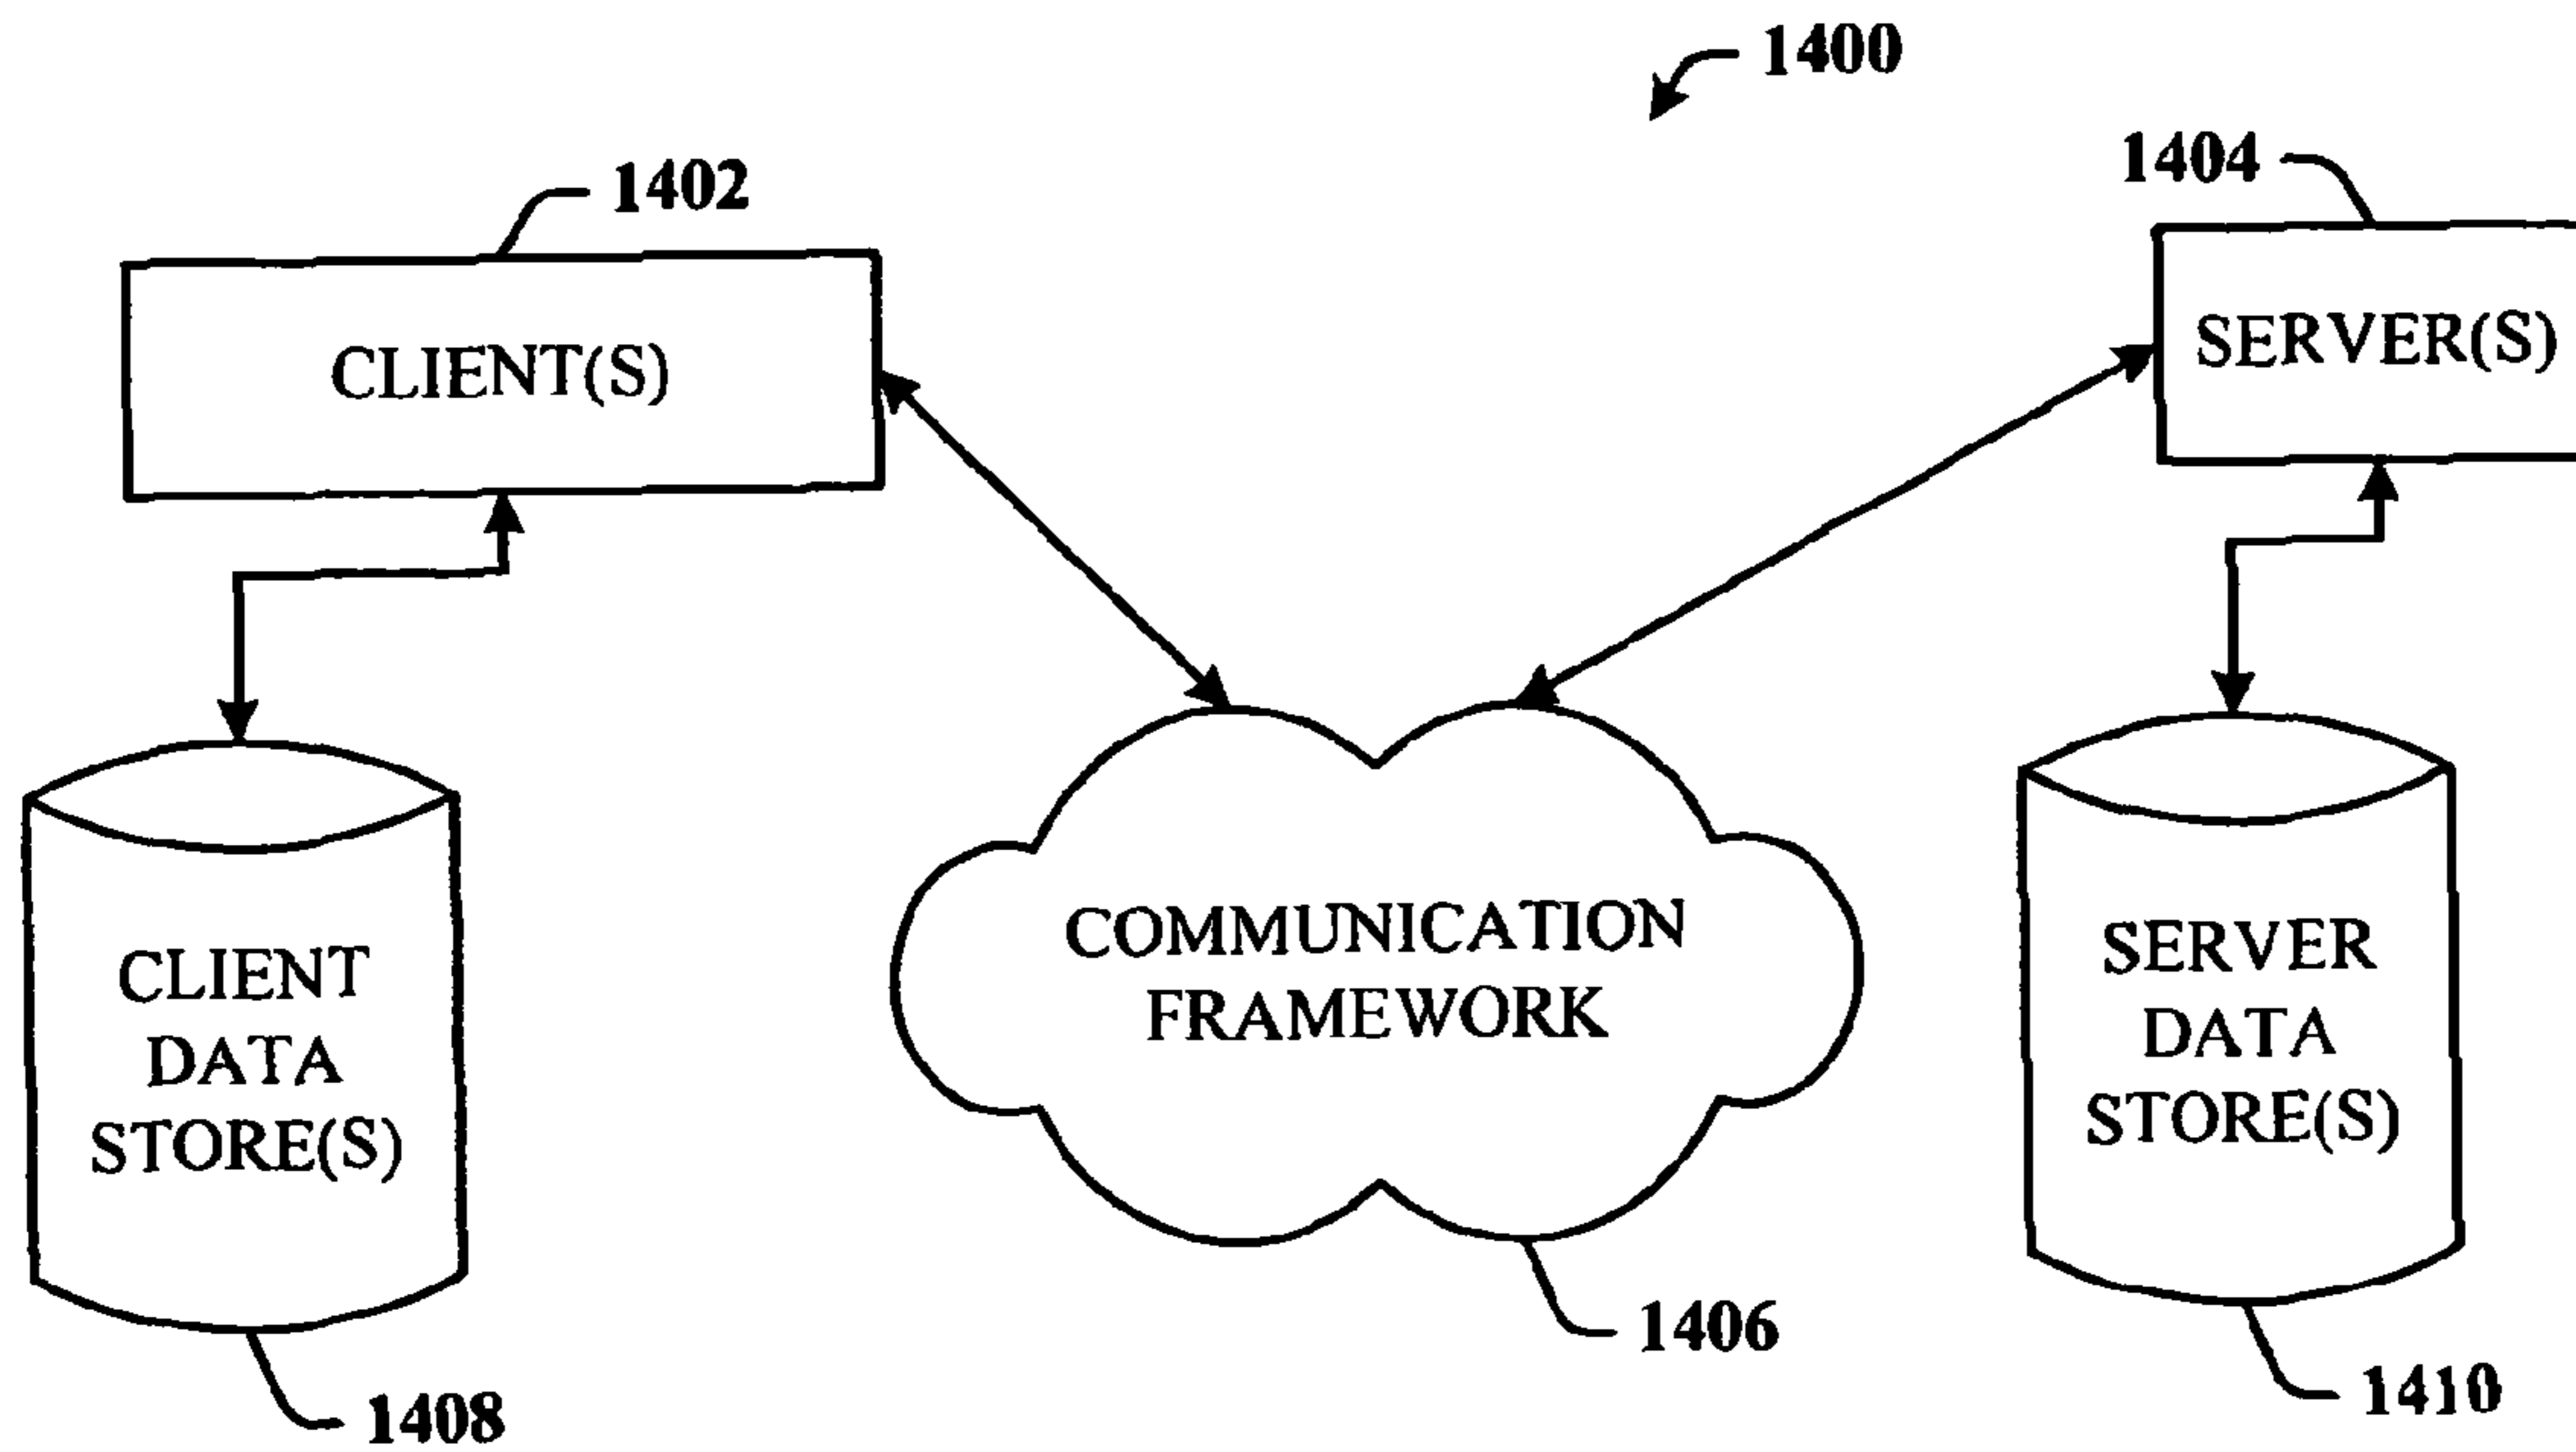 1400
1402
1404
CLIENT(S)
SERVER(S)
COMMUNICATION
FRAMEWORK
CLIENT
DATA
STORE(S)
SERVER
DATA
STORE(S)
1406
1408
1410